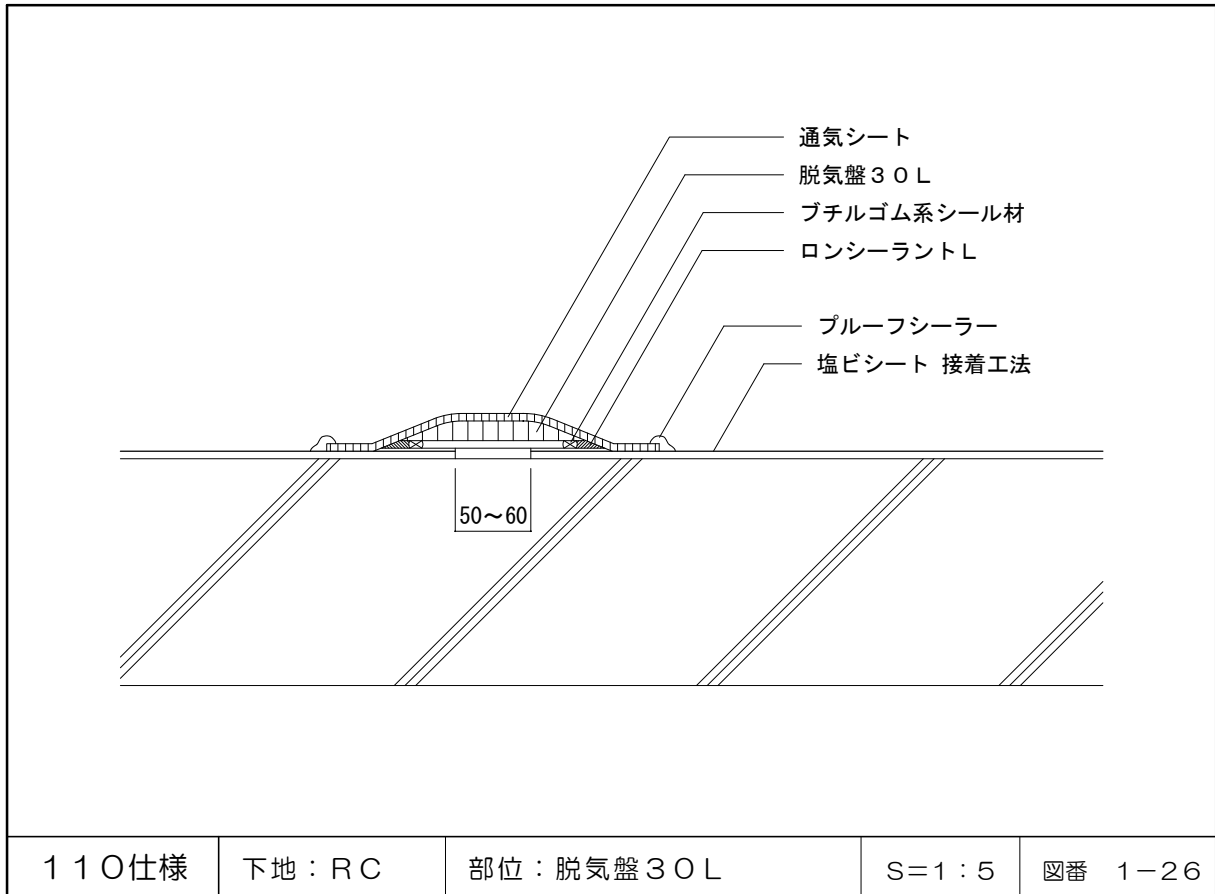 通気シート
脱気盤３０Ｌ
ブチルゴム系シール材
ロンシーラントＬ
プルーフシーラー
塩ビシート 接着工法
50～60
１１０仕様 下地：ＲＣ 部位：脱気盤３０Ｌ Ｓ＝１：５ 図番 １－２６